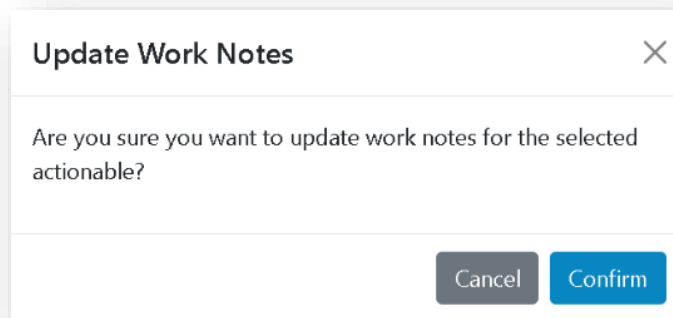 Update Work Notes
Are you sure you want to update work notes for the selected
actionable?
Cancel Confirm